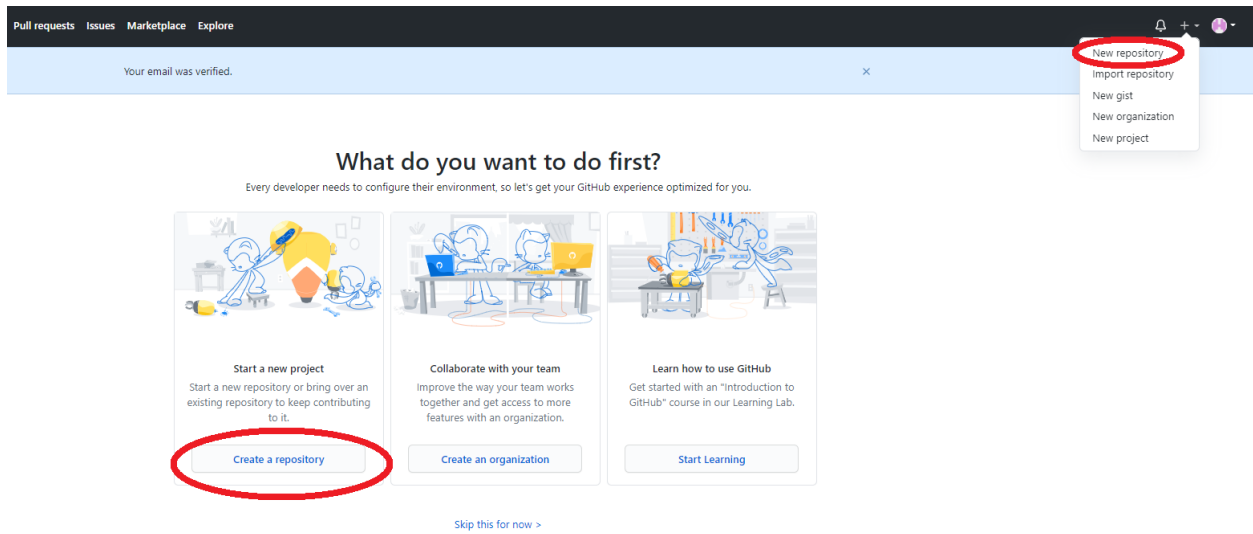 Pull requests Issues Marketplace Explore
New repository
Your email was verified.
Import repository
New gist
New organization
New project
What do you want to do first?
Every developer needs to configure their environment, so let's get your GitHub experience optimized for you.
Start a new project
Start a new repository or bring over an
existing repository to keep contributing
to it.
Create a repository
Collaborate with your team
Improve the way your team works
together and get access to more
features with an organization.
Create an organization
Learn how to use GitHub
Get started with an "Introduction to
GitHub" course in our Learning Lab.
Start Learning
Skip this for now >